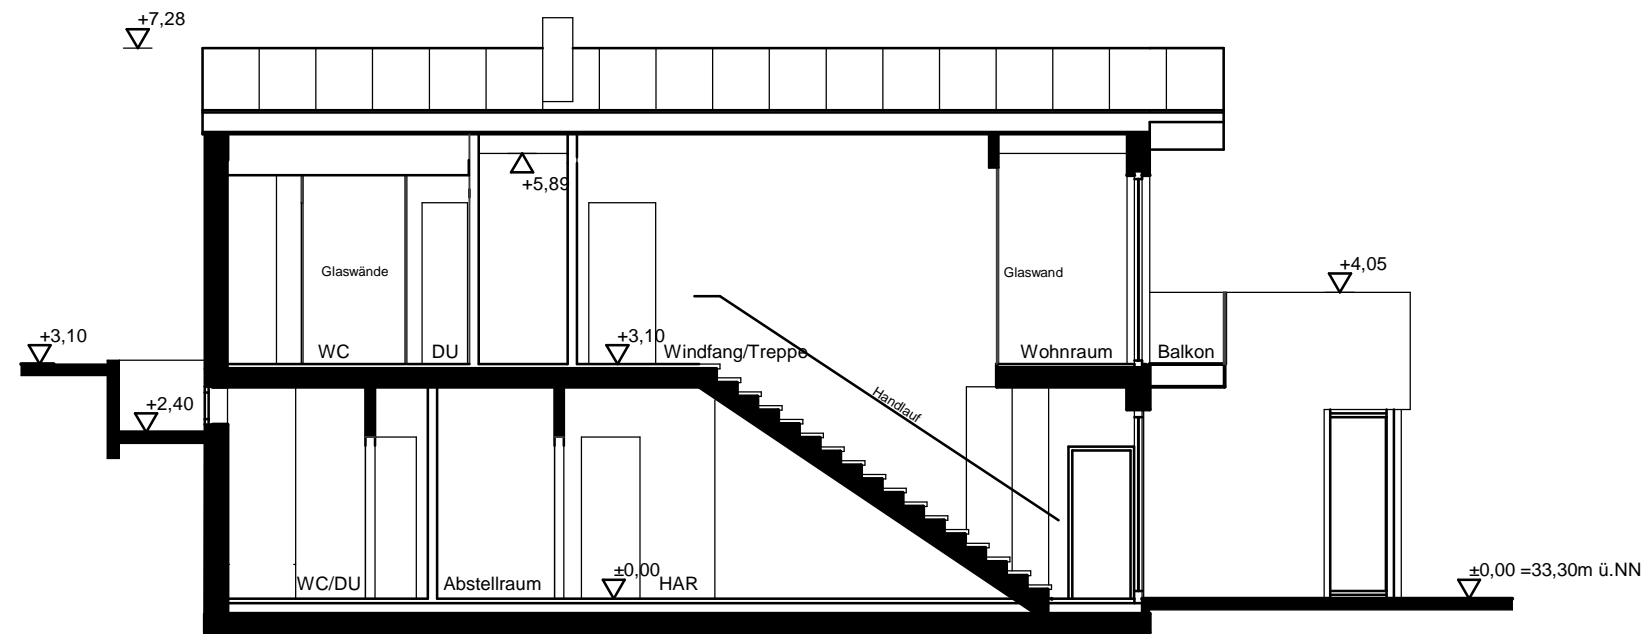 +7,28
+5,89
Glaswände
Glaswand
+4,05
+3,10
+3,10
WC
DU
Windfang/Treppe
Wohnraum
Balkon
+2,40
Handlauf
±0,00
±0,00 =33,30m ü.NN
WC/DU
Abstellraum
HAR